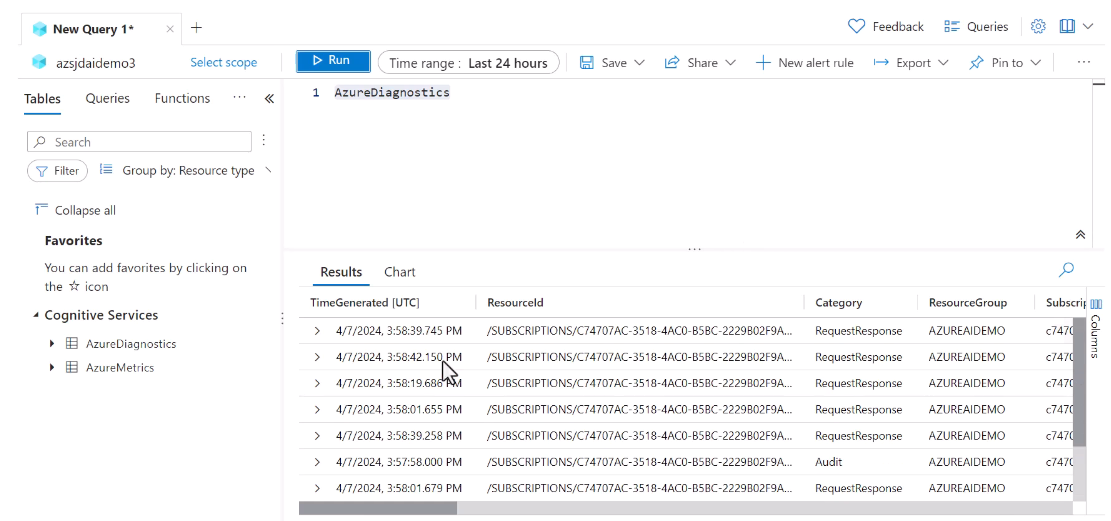 New Query 1*
Feedback
Queries
azsjdaidemo3
Select scope
Run
Time range : Last 24 hours
Save
Share
New alert rule
Export
Pin to
Tables
Queries
Functions
Search
Filter
Group by: Resource type
Collapse all
Favorites
You can add favorites by clicking on
the ☆ icon
Cognitive Services
AzureDiagnostics
AzureMetrics
1 AzureDiagnostics
Results
Chart
TimeGenerated [UTC] ResourceId Category ResourceGroup Subscrip
4/7/2024, 3:58:39.745 PM /SUBSCRIPTIONS/C74707AC-3518-4AC0-B5BC-2229B02F9A... RequestResponse AZUREAIDEMO c7470
4/7/2024, 3:58:42.150 PM /SUBSCRIPTIONS/C74707AC-3518-4AC0-B5BC-2229B02F9A... RequestResponse AZUREAIDEMO c7470
4/7/2024, 3:58:19.686 PM /SUBSCRIPTIONS/C74707AC-3518-4AC0-B5BC-2229B02F9A... RequestResponse AZUREAIDEMO c7470
4/7/2024, 3:58:01.655 PM /SUBSCRIPTIONS/C74707AC-3518-4AC0-B5BC-2229B02F9A... RequestResponse AZUREAIDEMO c7470
4/7/2024, 3:58:39.258 PM /SUBSCRIPTIONS/C74707AC-3518-4AC0-B5BC-2229B02F9A... RequestResponse AZUREAIDEMO c7470
4/7/2024, 3:57:58.000 PM /SUBSCRIPTIONS/C74707AC-3518-4AC0-B5BC-2229B02F9A... Audit AZUREAIDEMO c7470
4/7/2024, 3:58:01.679 PM /SUBSCRIPTIONS/C74707AC-3518-4AC0-B5BC-2229B02F9A... RequestResponse AZUREAIDEMO c7470
Columns